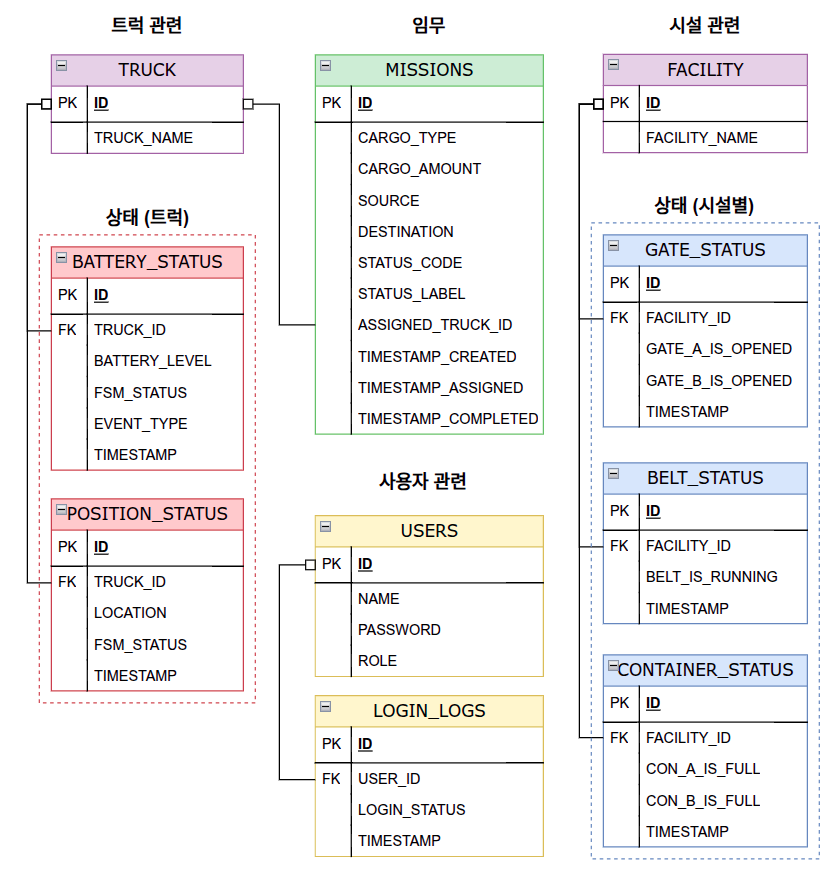 트럭 관련
TRUCK
PK ID
TRUCK_NAME
상태 (트럭)
BATTERY_STATUS
PK ID
FK TRUCK_ID
BATTERY_LEVEL
FSM_STATUS
EVENT_TYPE
TIMESTAMP
POSITION_STATUS
PK ID
FK TRUCK_ID
LOCATION
FSM_STATUS
TIMESTAMP
임무
MISSIONS
PK ID
CARGO_TYPE
CARGO_AMOUNT
SOURCE
DESTINATION
STATUS_CODE
STATUS_LABEL
ASSIGNED_TRUCK_ID
TIMESTAMP_CREATED
TIMESTAMP_ASSIGNED
TIMESTAMP_COMPLETED
사용자 관련
USERS
PK ID
NAME
PASSWORD
ROLE
LOGIN_LOGS
PK ID
FK USER_ID
LOGIN_STATUS
TIMESTAMP
시설 관련
FACILITY
PK ID
FACILITY_NAME
상태 (시설별)
GATE_STATUS
PK ID
FK FACILITY_ID
GATE_A_IS_OPENED
GATE_B_IS_OPENED
TIMESTAMP
BELT_STATUS
PK ID
FK FACILITY_ID
BELT_IS_RUNNING
TIMESTAMP
CONTAINER_STATUS
PK ID
FK FACILITY_ID
CON_A_IS_FULL
CON_B_IS_FULL
TIMESTAMP